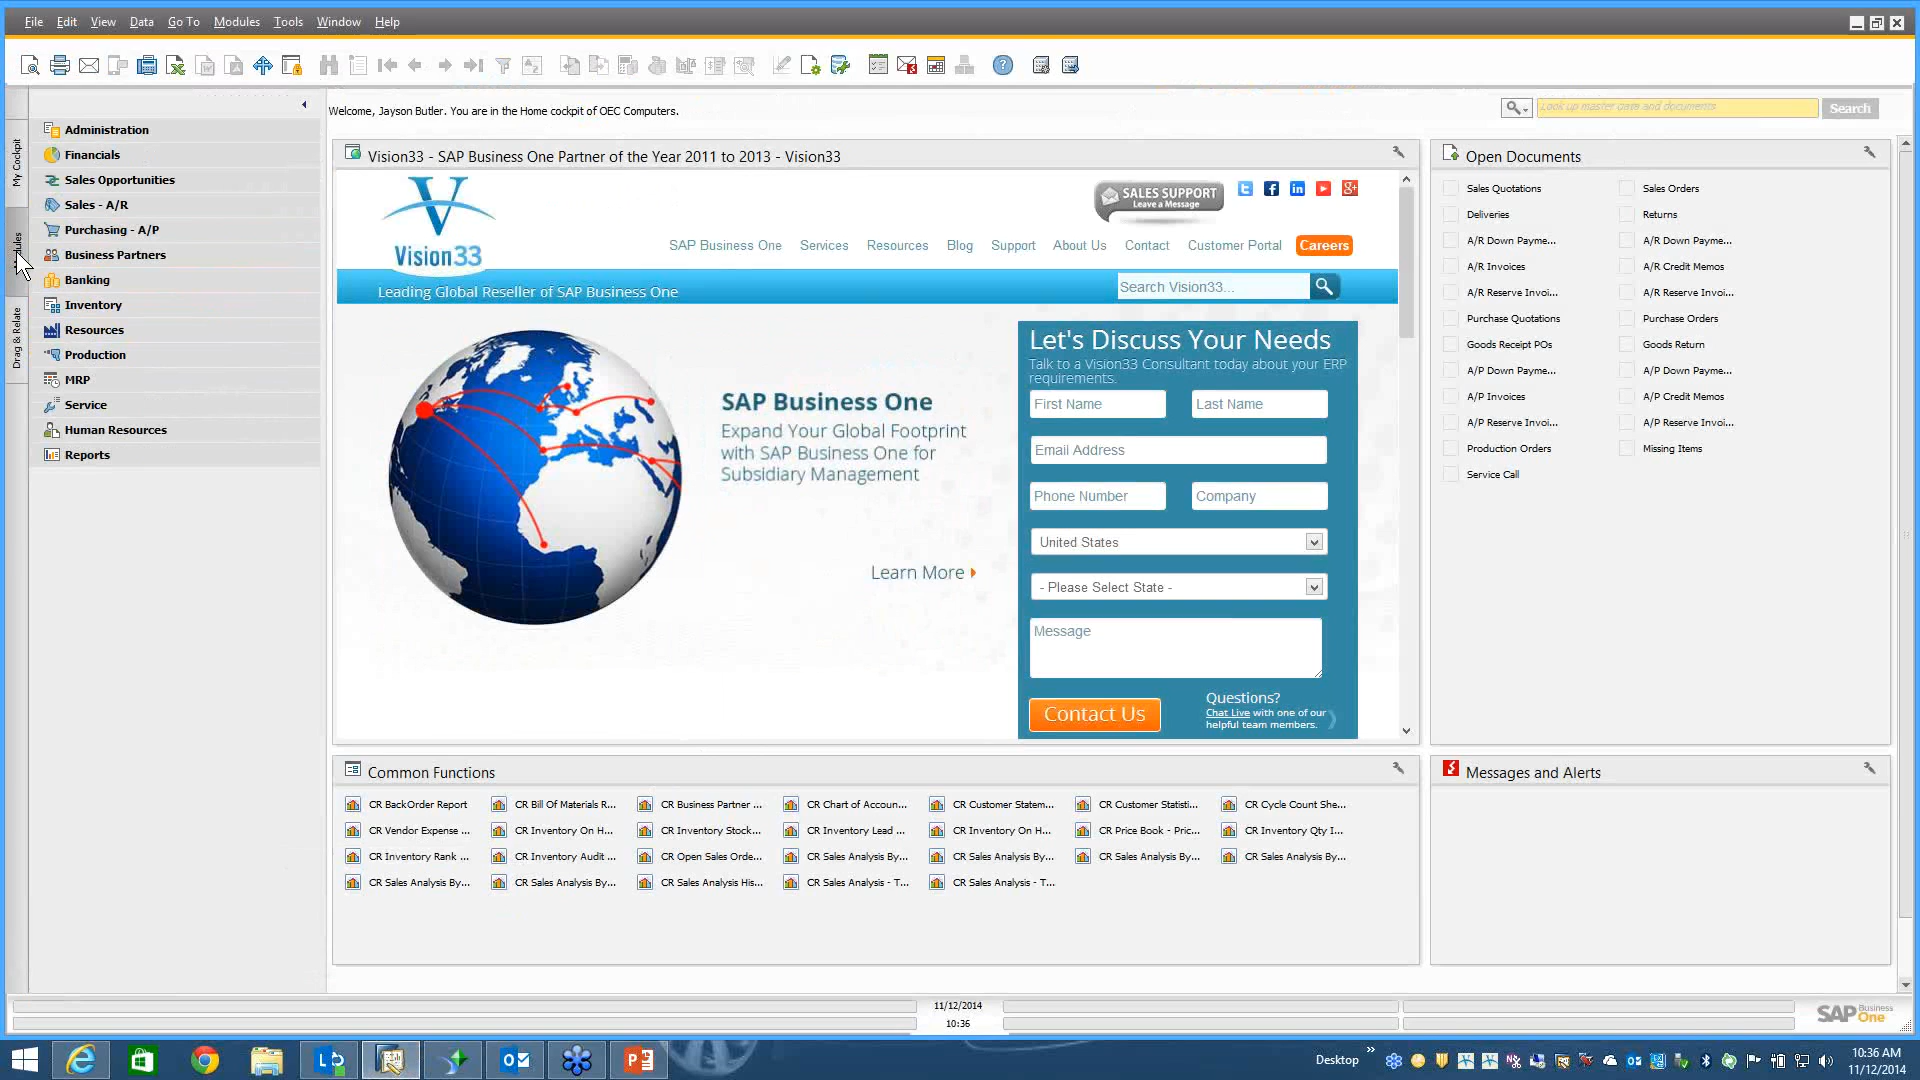 File Edit View Data Go To Modules Tools Window Help
Welcome, Jayson Butler. You are in the Home cockpit of OEC Computers.
Look up master data and documents
Search
My Cockpit
Drag & Relate
Administration
Financials
Sales Opportunities
Sales - A/R
Purchasing - A/P
Business Partners
Banking
Inventory
Resources
Production
MRP
Service
Human Resources
Reports
Vision33 - SAP Business One Partner of the Year 2011 to 2013 - Vision33
Vision33
SALES SUPPORT
Leave a Message
SAP Business One Services Resources Blog Support About Us Contact Customer Portal Careers
Leading Global Reseller of SAP Business One
Search Vision33...
SAP Business One
Expand Your Global Footprint
with SAP Business One for
Subsidiary Management
Learn More
Let's Discuss Your Needs
Talk to a Vision33 Consultant today about your ERP
requirements.
First Name Last Name
Email Address
Phone Number Company
United States
- Please Select State -
Message
Contact Us
Questions?
Chat Live with one of our
helpful team members.
Open Documents
Sales Quotations Sales Orders
Deliveries Returns
A/R Down Payme... A/R Down Payme...
A/R Invoices A/R Credit Memos
A/R Reserve Invoi... A/R Reserve Invoi...
Purchase Quotations Purchase Orders
Goods Receipt POs Goods Return
A/P Down Payme... A/P Down Payme...
A/P Invoices A/P Credit Memos
A/P Reserve Invoi... A/P Reserve Invoi...
Production Orders Missing Items
Service Call
Common Functions
CR BackOrder Report CR Bill Of Materials R... CR Business Partner ... CR Chart of Accoun... CR Customer Statem... CR Customer Statisti... CR Cycle Count She...
CR Vendor Expense ... CR Inventory On H... CR Inventory Stock... CR Inventory Lead ... CR Inventory On H... CR Price Book - Pric... CR Inventory Qty I...
CR Inventory Rank ... CR Inventory Audit ... CR Open Sales Orde... CR Sales Analysis By... CR Sales Analysis By... CR Sales Analysis By... CR Sales Analysis By...
CR Sales Analysis By... CR Sales Analysis By... CR Sales Analysis His... CR Sales Analysis - T... CR Sales Analysis - T...
Messages and Alerts
11/12/2014
10:36
SAP Business One
Desktop
10:36 AM
11/12/2014